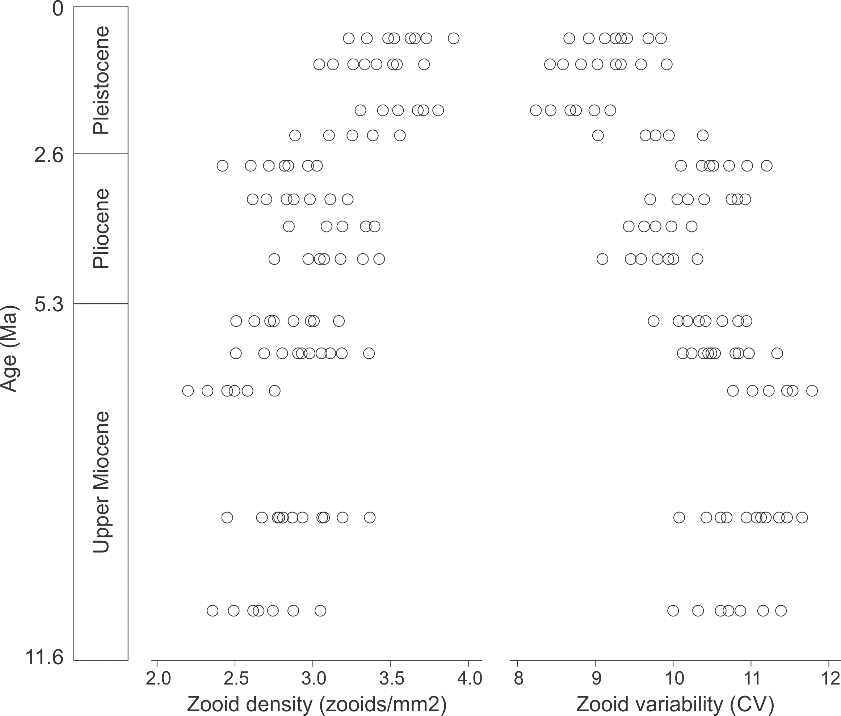 0
Pleistocene
2.6
Pliocene
5.3
Age (Ma)
Upper Miocene
11.6
2.0 2.5 3.0 3.5 4.0
Zooid density (zooids/mm2)
8 9 10 11 12
Zooid variability (CV)